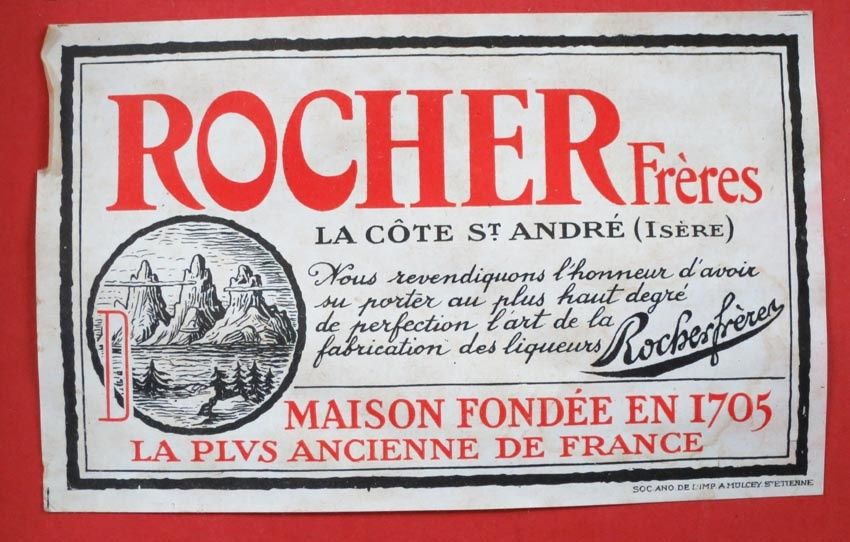 ROCHER Frères
LA CÔTE ST ANDRÉ (ISÈRE)
Nous revendiquons l'honneur d'avoir
su porter au plus haut degré
de perfection l'art de la
fabrication des liqueurs Rocher frères
D
MAISON FONDÉE EN 1705
LA PLVS ANCIENNE DE FRANCE
SOC. ANO. DE L'IMP. A. MULCEY. ST ETIENNE